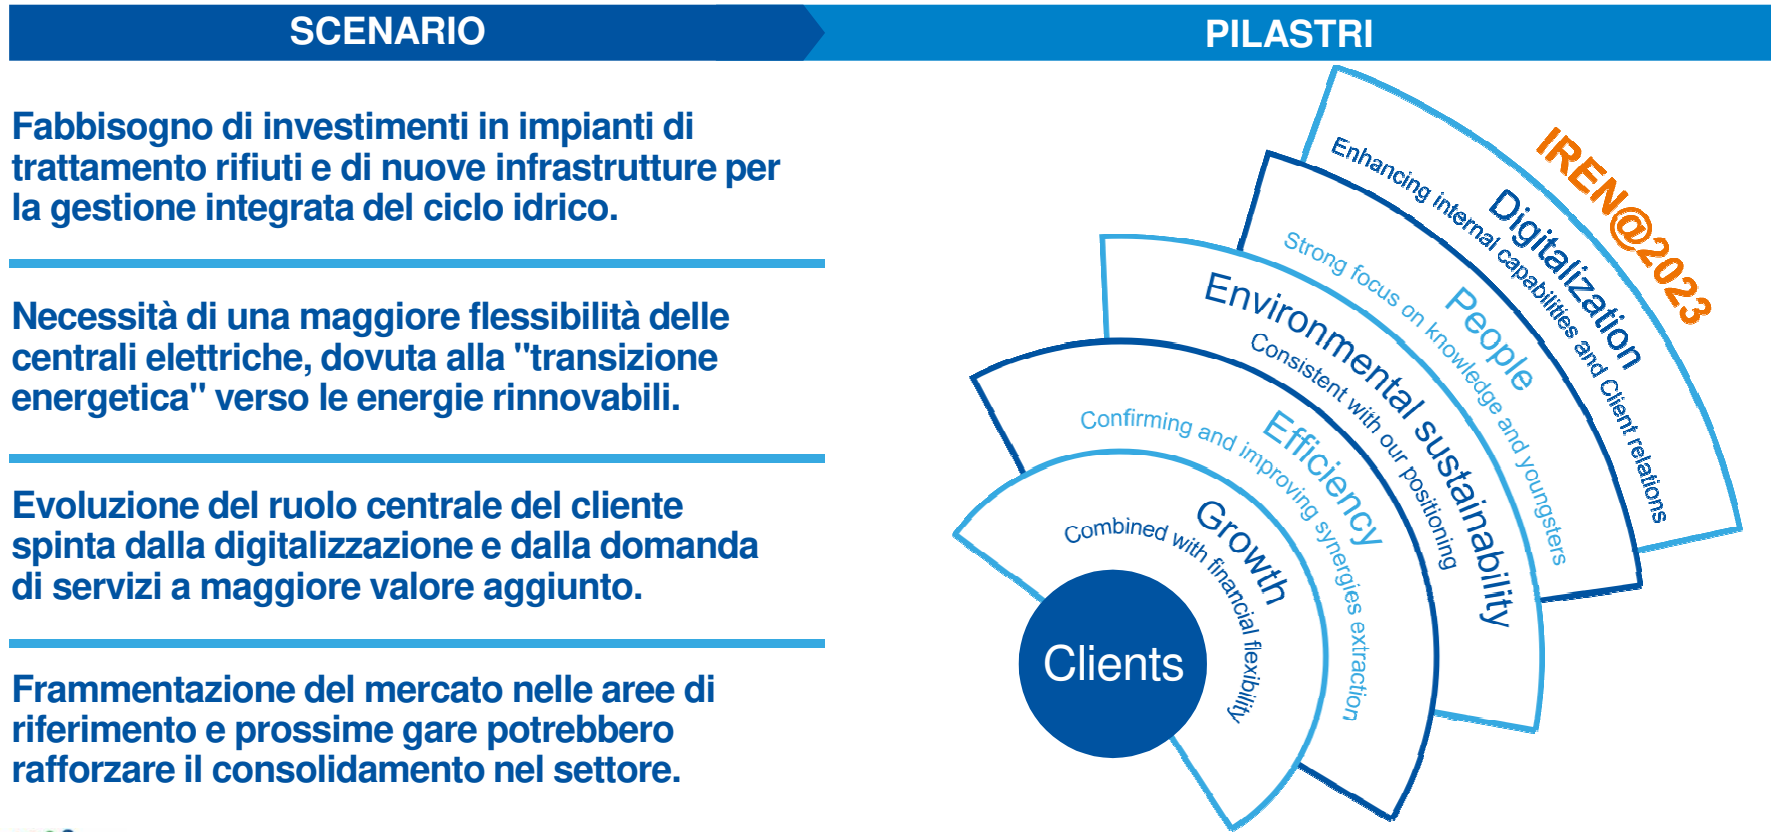 SCENARIO
PILASTRI
Fabbisogno di investimenti in impianti di
trattamento rifiuti e di nuove infrastrutture per
la gestione integrata del ciclo idrico.
Necessità di una maggiore flessibilità delle
centrali elettriche, dovuta alla "transizione
energetica" verso le energie rinnovabili.
Evoluzione del ruolo centrale del cliente
spinta dalla digitalizzazione e dalla domanda
di servizi a maggiore valore aggiunto.
Frammentazione del mercato nelle aree di
riferimento e prossime gare potrebbero
rafforzare il consolidamento nel settore.
IREN@2023
Digitalization
Enhancing internal capabilities and Client relations
People
Strong focus on knowledge and youngsters
Environmental sustainability
Consistent with our positioning
Efficiency
Confirming and improving synergies extraction
Growth
Combined with financial flexibility
Clients